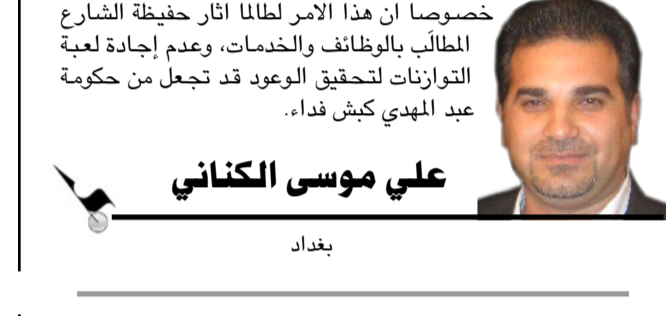 خصوصا ان هذا الامر لطالما اثار حفيظة الشارع
المطالَب بالوظائف والخدمات، وعدم إجادة لعبة
التوازنات لتحقيق الوعود قد تجعل من حكومة
عبد المهدي كبش فداء.
علي موسى الكناني
بغداد